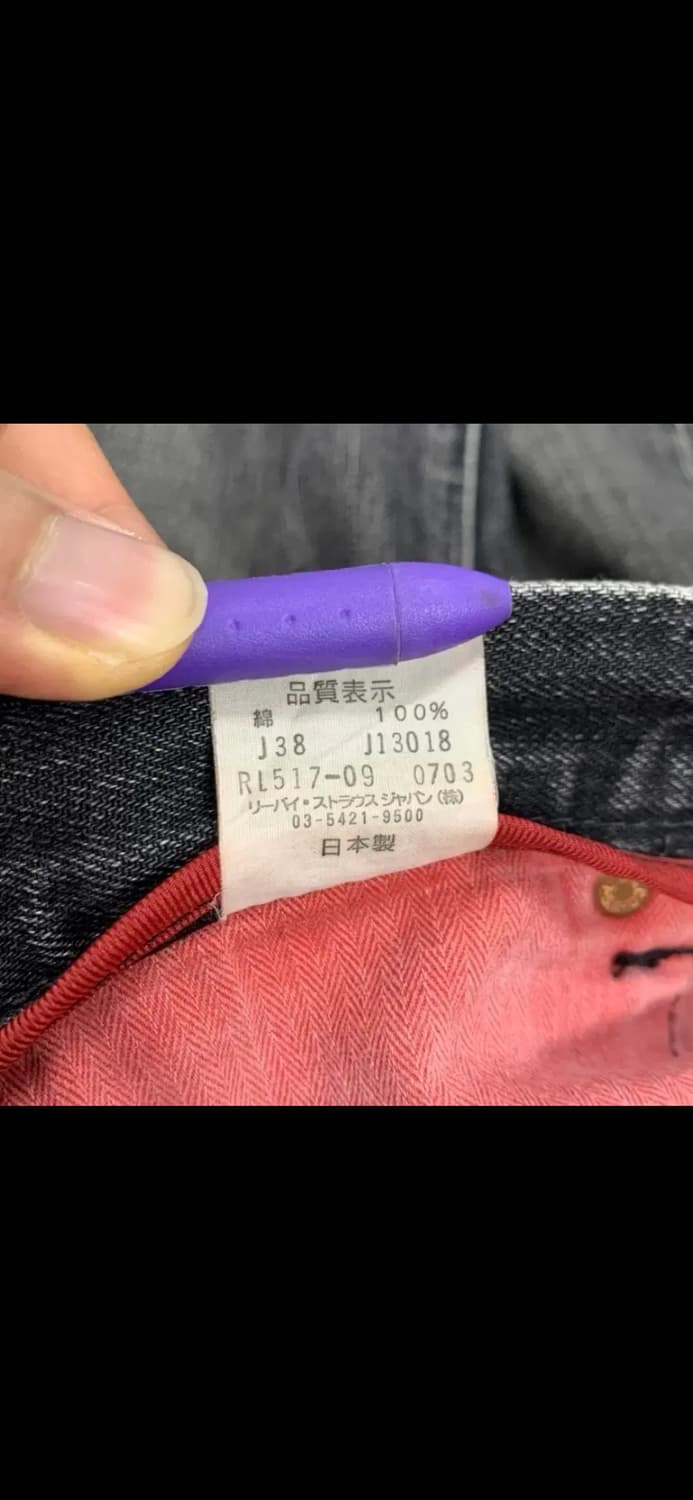 品質表示
綿 100%
J38 J13018
RL517-09 0703
リーバイ・ストラウス ジャパン(株)
03-5421-9500
日本製